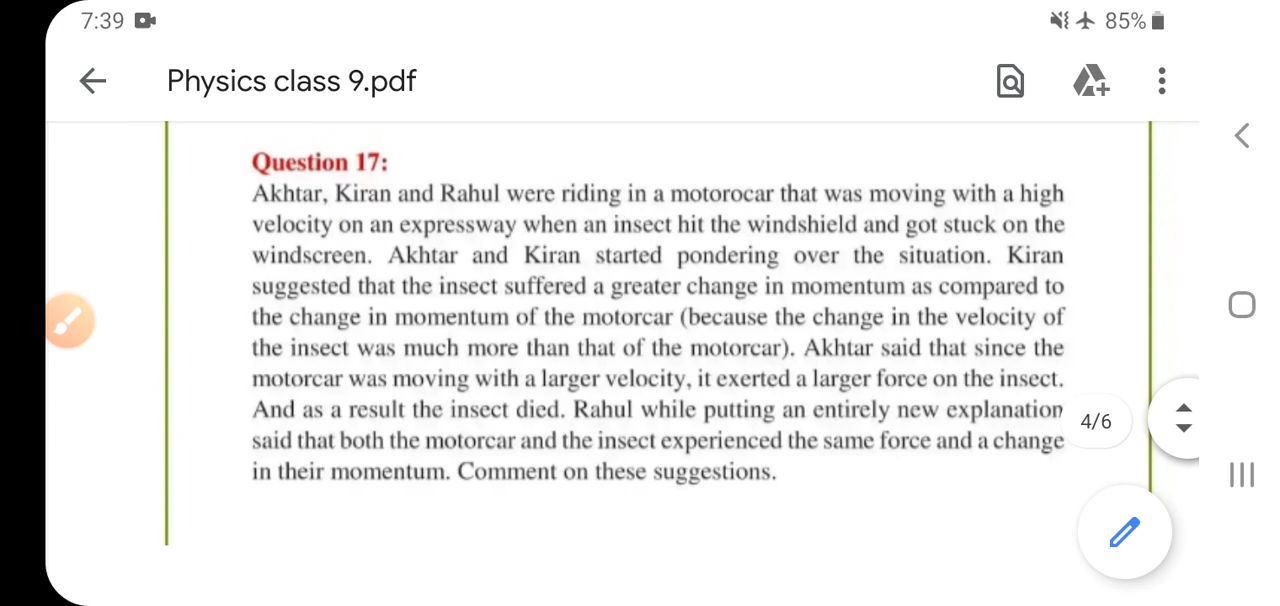 7:39
85%
Physics class 9.pdf
Question 17:
Akhtar, Kiran and Rahul were riding in a motorocar that was moving with a high
velocity on an expressway when an insect hit the windshield and got stuck on the
windscreen. Akhtar and Kiran started pondering over the situation. Kiran
suggested that the insect suffered a greater change in momentum as compared to
the change in momentum of the motorcar (because the change in the velocity of
the insect was much more than that of the motorcar). Akhtar said that since the
motorcar was moving with a larger velocity, it exerted a larger force on the insect.
And as a result the insect died. Rahul while putting an entirely new explanation
said that both the motorcar and the insect experienced the same force and a change
in their momentum. Comment on these suggestions.
4/6